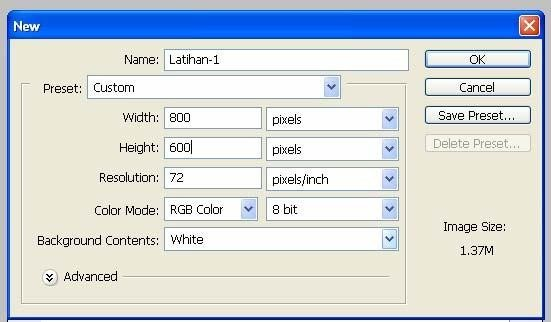 New
Name: Latihan-1
OK
Preset: Custom
Cancel
Width: 800 pixels
Save Preset...
Height: 600 pixels
Delete Preset...
Resolution: 72 pixels/inch
Color Mode: RGB Color 8 bit
Image Size:
Background Contents: White
1.37M
Advanced